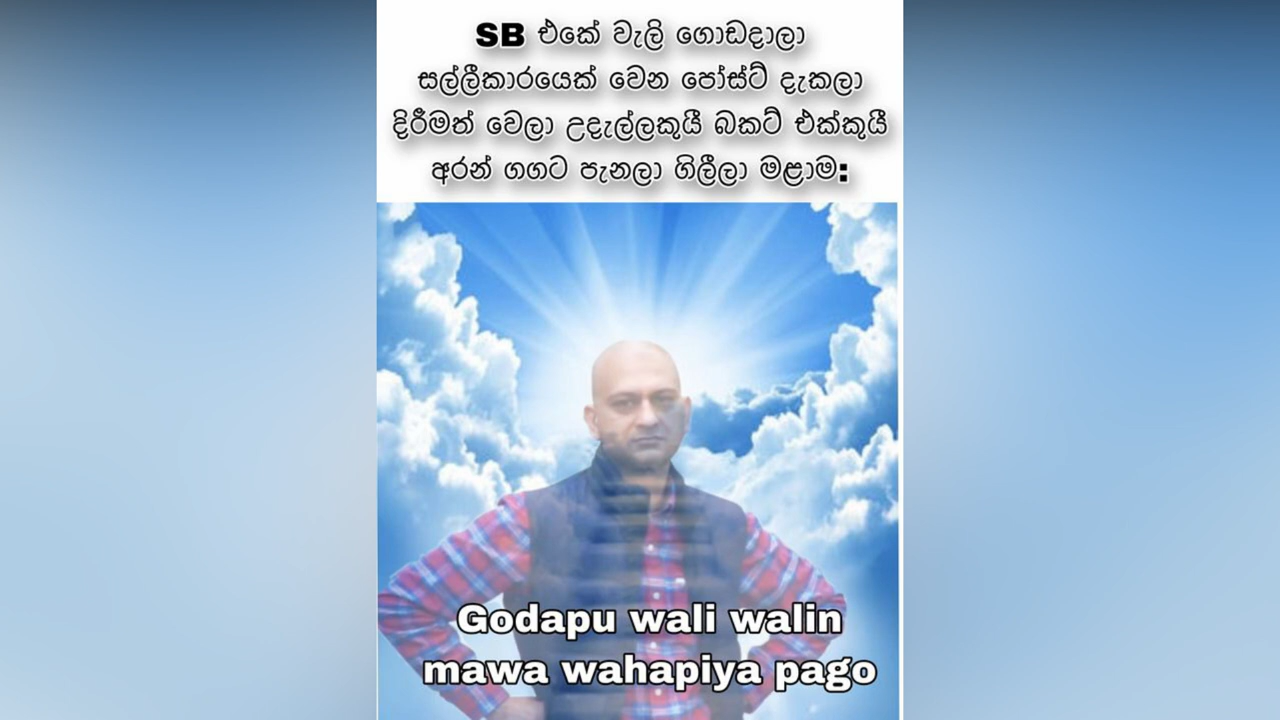 SB එකේ වැලි ගොඩදාලා
සල්ලිකාරයෙක් වෙන පෝස්ට් දැකලා
දිරිමත් වෙලා උදැල්ලකුයි බකට් එක්කුයි
අරන් ගගට පැනලා ගිලීලා මළාම:
Godapu wali walin
mawa wahapiya pago